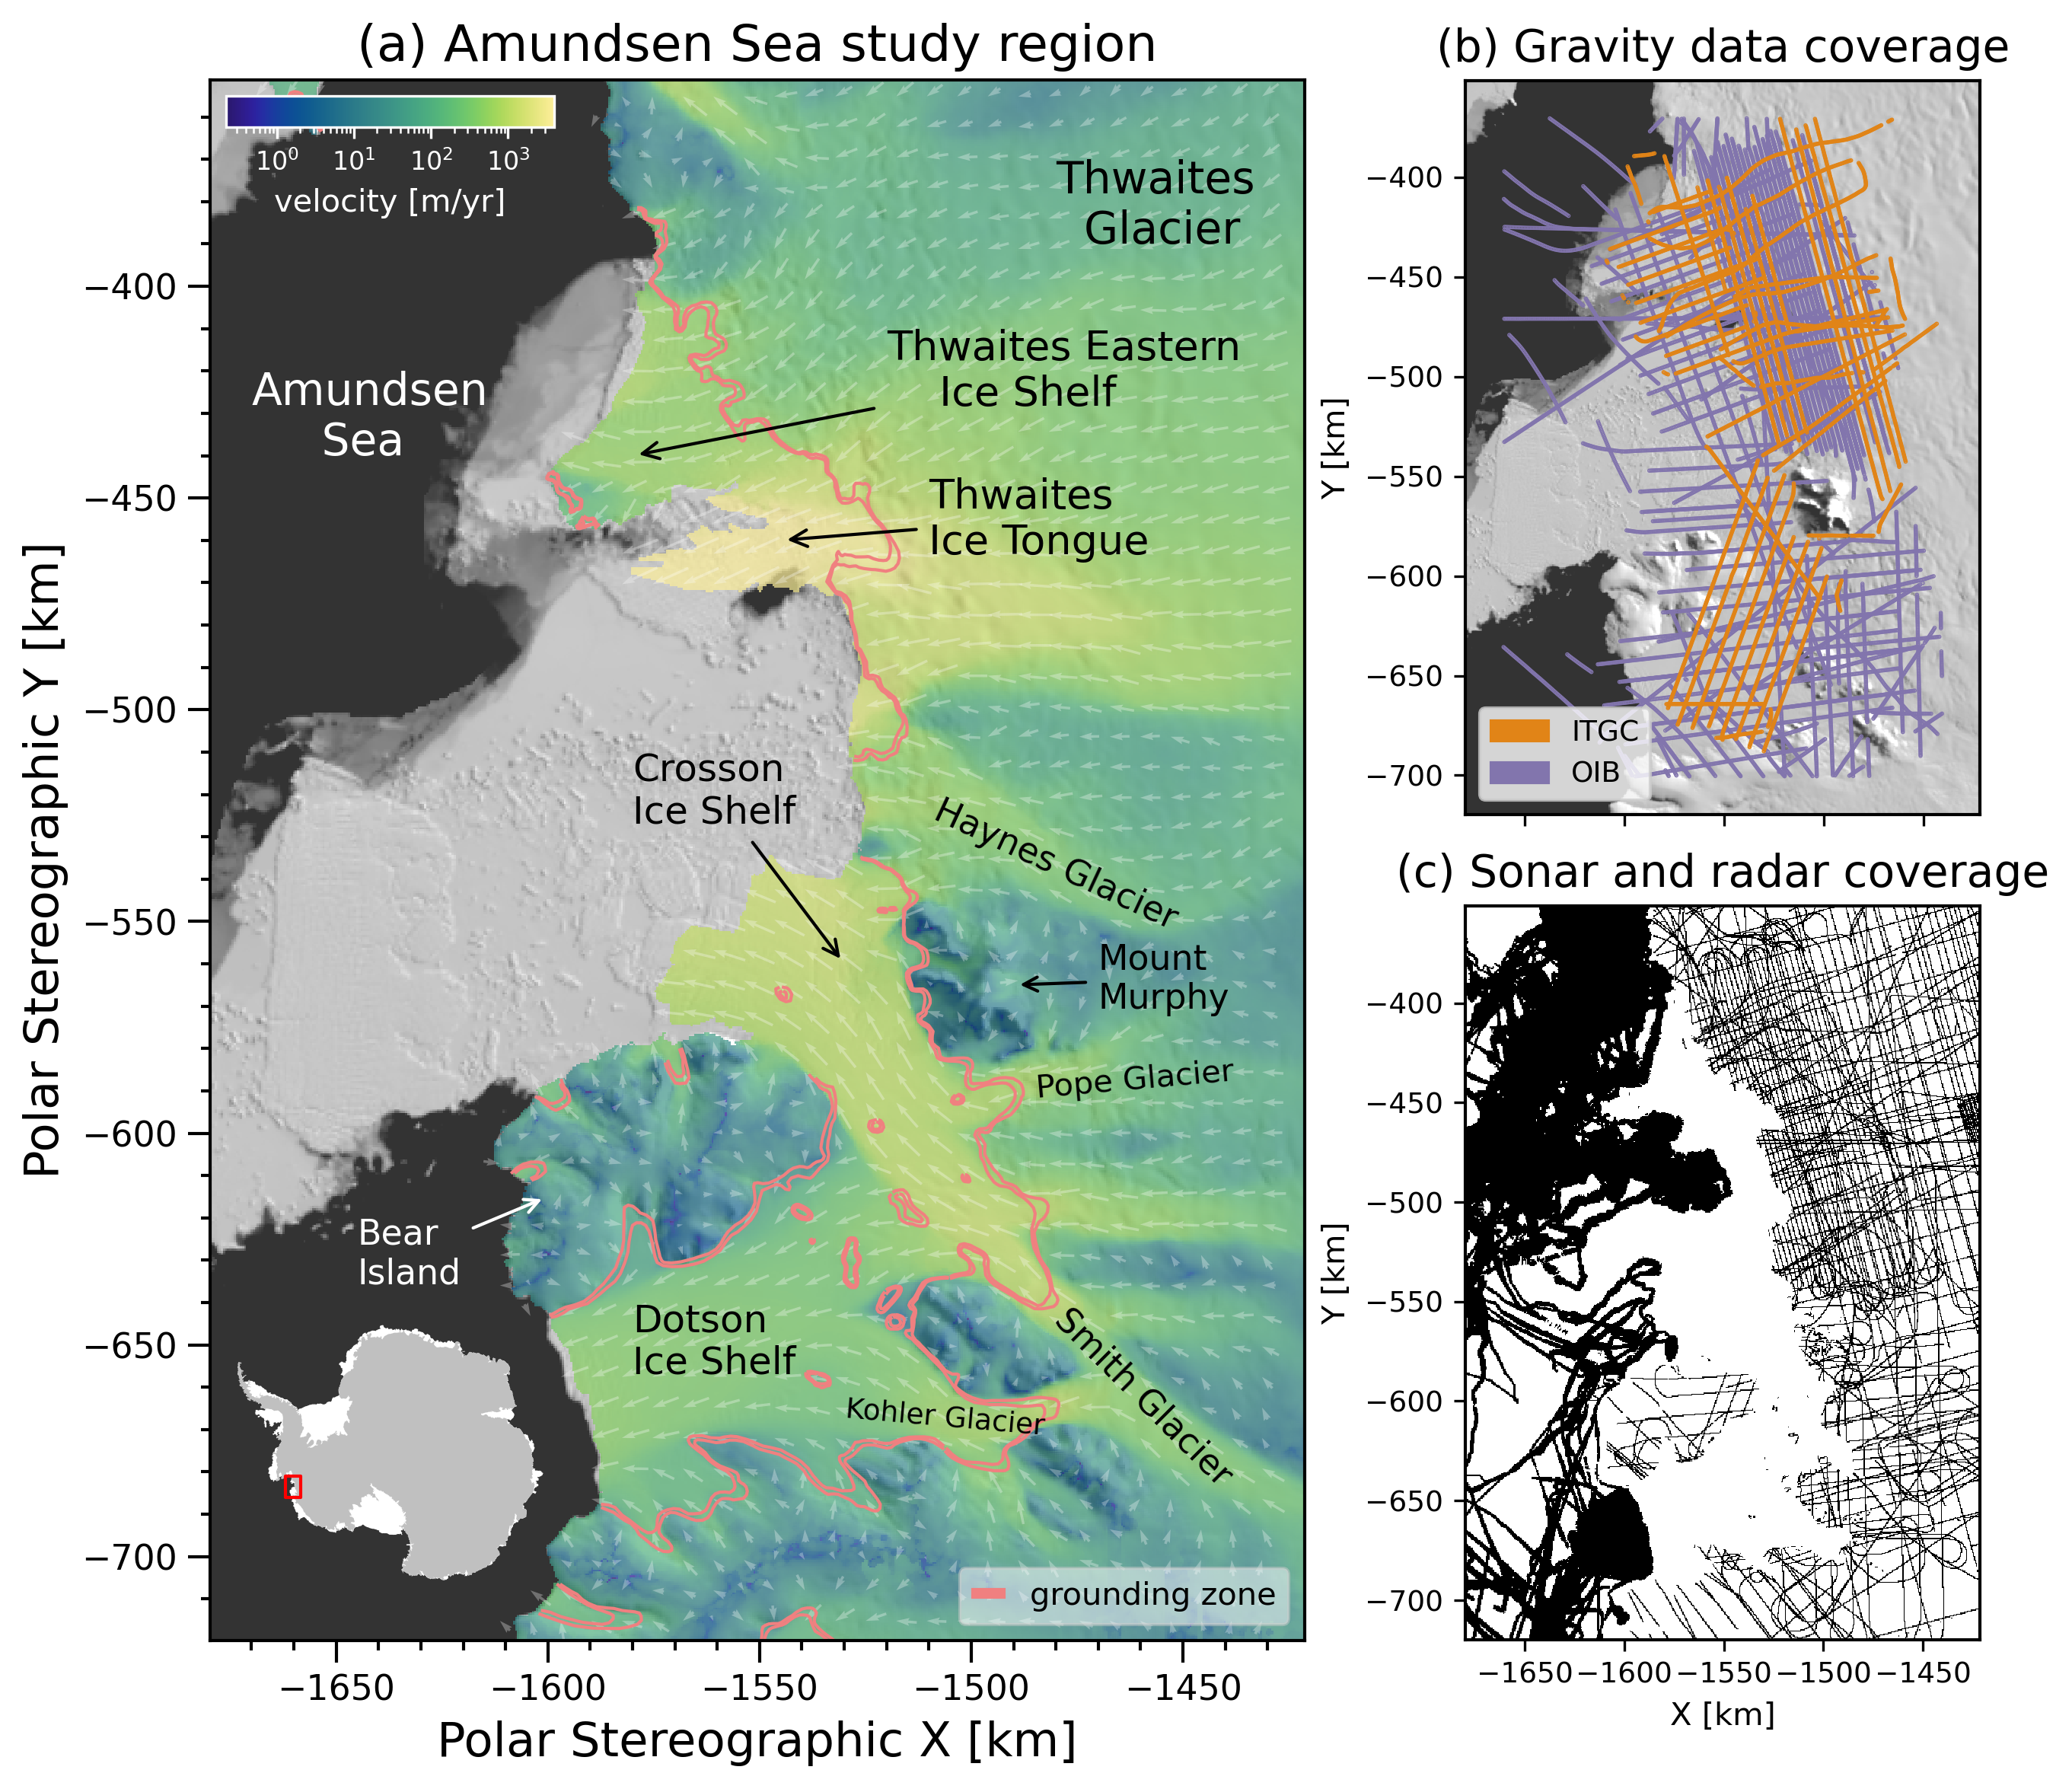 (a) Amundsen Sea study region
10⁰ 10¹ 10² 10³
velocity [m/yr]
Thwaites
Glacier
Amundsen
Sea
Thwaites Eastern
Ice Shelf
Thwaites
Ice Tongue
Crosson
Ice Shelf
Haynes Glacier
Mount
Murphy
Pope Glacier
Bear
Island
Dotson
Ice Shelf
Smith Glacier
Kohler Glacier
grounding zone
−400
−450
−500
−550
−600
−650
−700
Polar Stereographic Y [km]
−1650 −1600 −1550 −1500 −1450
Polar Stereographic X [km]
(b) Gravity data coverage
−400
−450
−500
−550
−600
−650
−700
Y [km]
ITGC
OIB
(c) Sonar and radar coverage
−400
−450
−500
−550
−600
−650
−700
Y [km]
−1650 −1600 −1550 −1500 −1450
X [km]